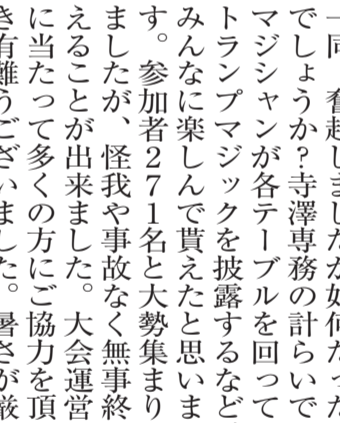 一同、奮起しましたが如何だった
でしょうか？寺澤専務の計らいで
マジシャンが各テーブルを回って
トランプマジックを披露するなど
みんなに楽しんで貰えたと思いま
す。参加者２７１名と大勢集まり
ましたが、怪我や事故なく無事終
えることが出来ました。大会運営
に当たって多くの方にご協力を頂
き有難うございました。暑さが厳